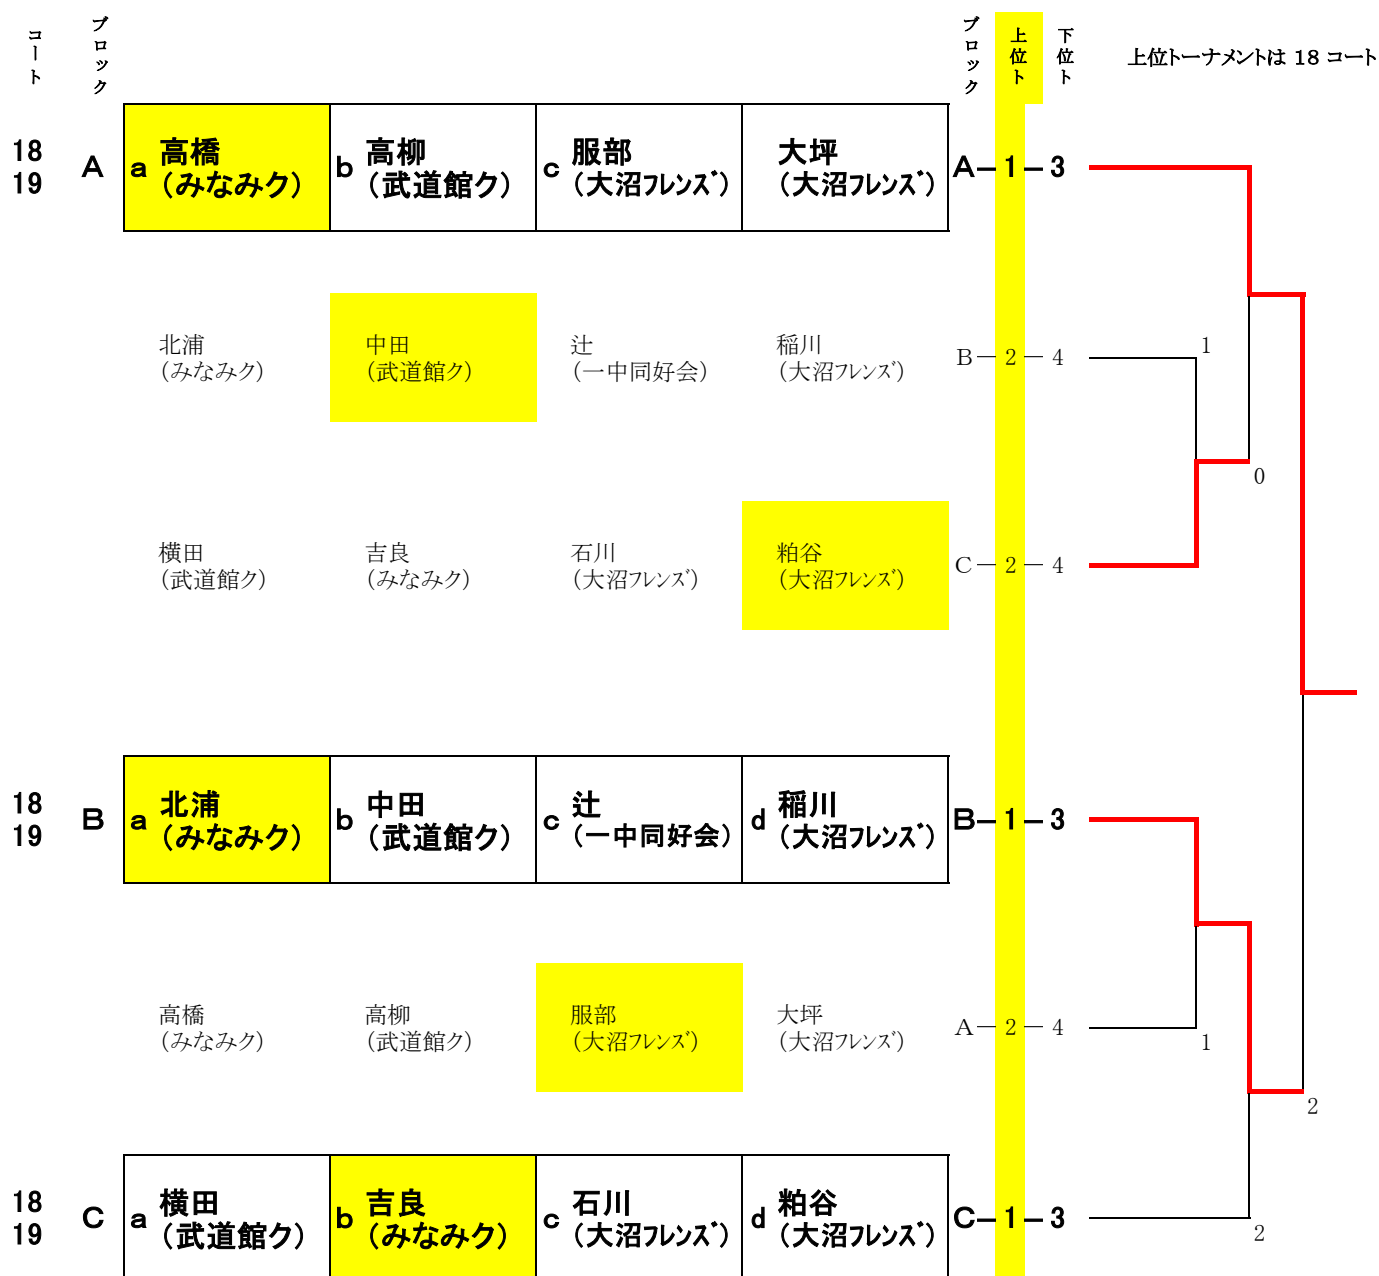 コート
ブロック
ブロック
上位ト
下位ト
上位トーナメントは 18 コート
18
19
A
a 高橋
(みなみク)
b 高柳
(武道館ク)
c 服部
(大沼フレンズ)
大坪
(大沼フレンズ)
A 1 3
北浦
(みなみク)
中田
(武道館ク)
辻
(一中同好会)
稲川
(大沼フレンズ)
B 2 4
1
0
横田
(武道館ク)
吉良
(みなみク)
石川
(大沼フレンズ)
粕谷
(大沼フレンズ)
C 2 4
18
19
B
a 北浦
(みなみク)
b 中田
(武道館ク)
c 辻
(一中同好会)
d 稲川
(大沼フレンズ)
B 1 3
高橋
(みなみク)
高柳
(武道館ク)
服部
(大沼フレンズ)
大坪
(大沼フレンズ)
A 2 4
1
2
18
19
C
a 横田
(武道館ク)
b 吉良
(みなみク)
c 石川
(大沼フレンズ)
d 粕谷
(大沼フレンズ)
C 1 3
2